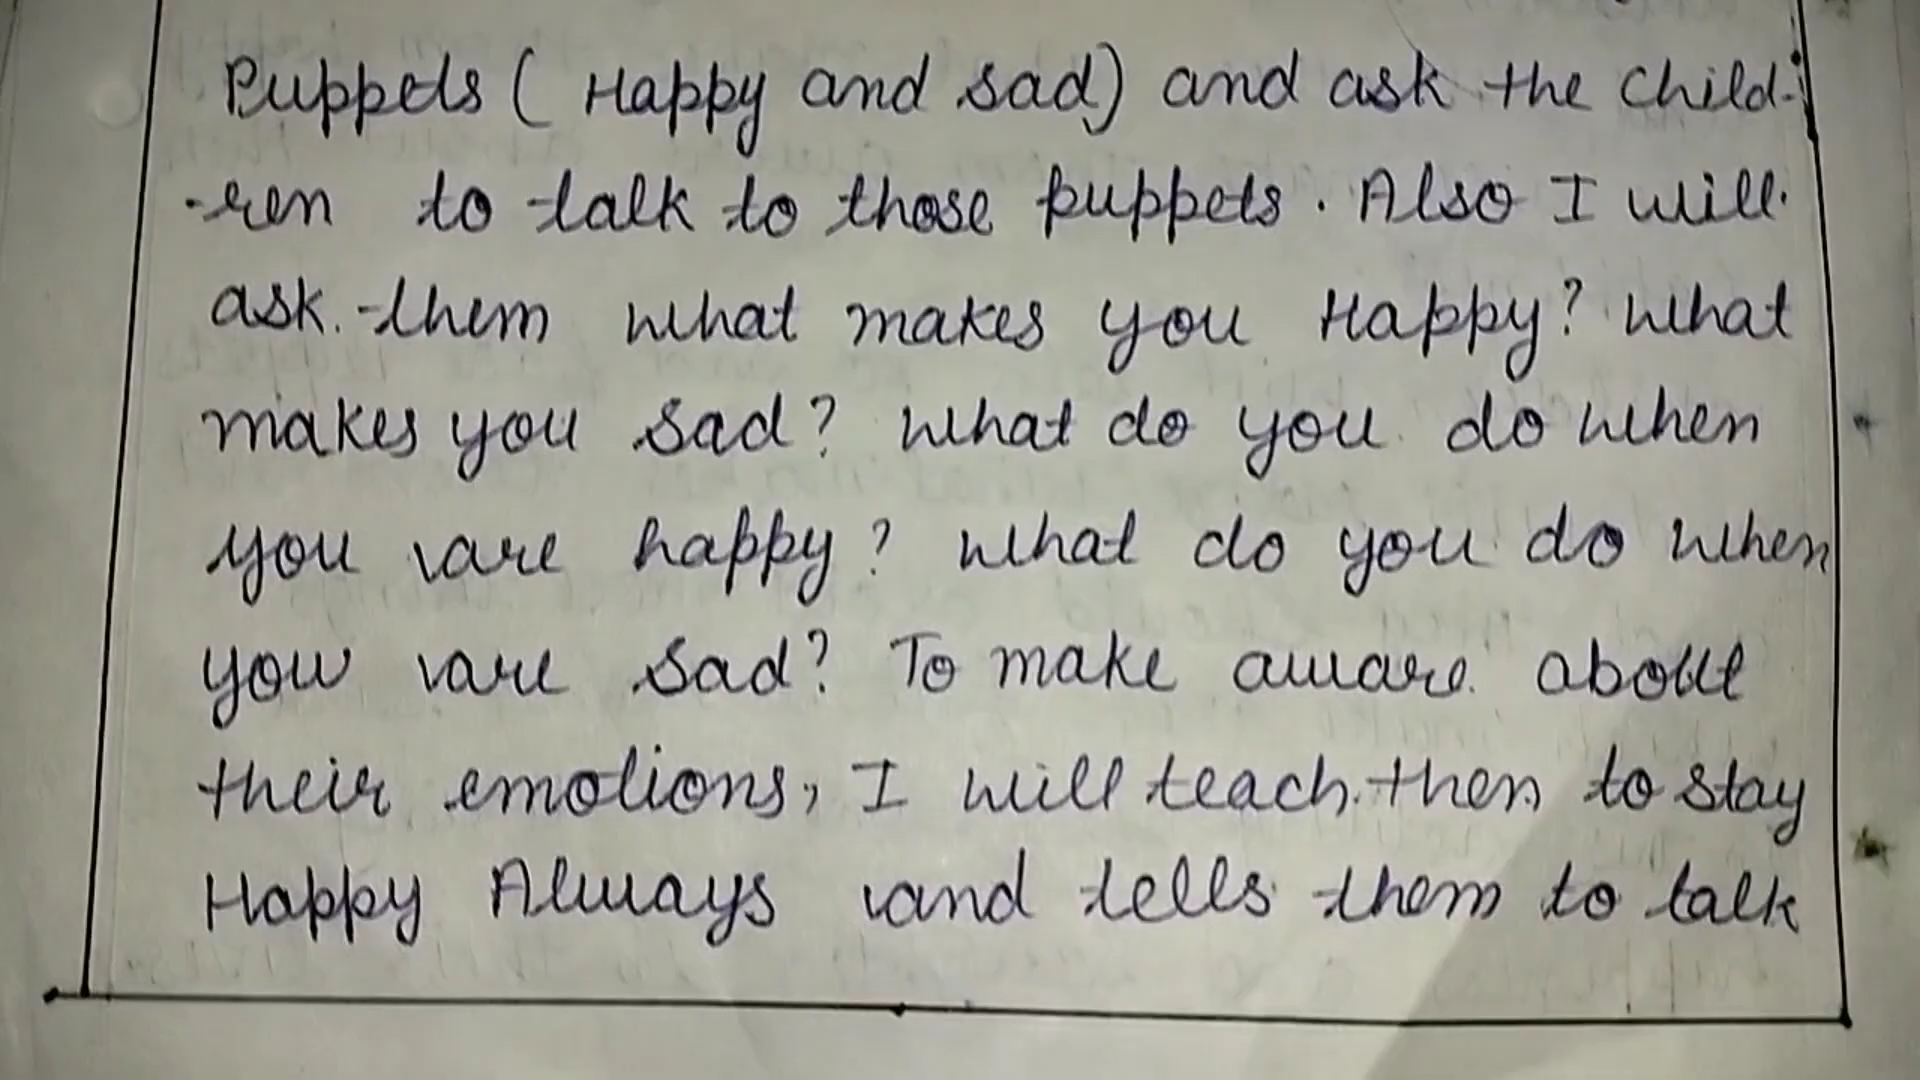 Puppets ( Happy and sad) and ask the Child-
-ren to talk to those puppets. Also I will
ask them what makes you Happy? what
makes you sad? what do you do when
you are happy? what do you do when
you are sad? To make aware about
their emotions, I will teach then to stay
Happy Always and tells them to talk